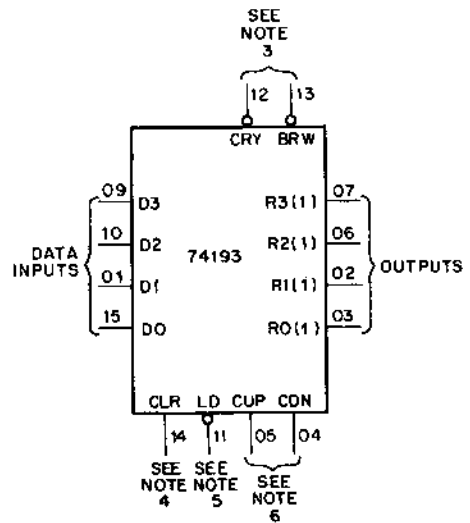 SEE
NOTE
3
12 13
CRY BRW
09 D3 R3(1) 07
10 D2 R2(1) 06
DATA
INPUTS
74193
OUTPUTS
01 D1 R1(1) 02
15 D0 R0(1) 03
CLR LD CUP CDN
14 11 05 04
SEE
NOTE
4
SEE
NOTE
5
SEE
NOTE
6